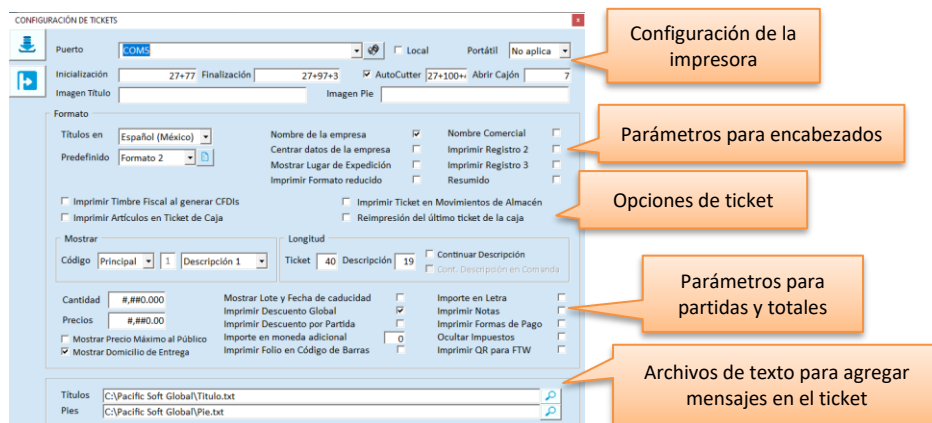 CONFIGURACIÓN DE TICKETS
Puerto COM5 Local Portátil No aplica
Inicialización 27+77 Finalización 27+97+3 AutoCutter 27+100+ Abrir Cajón 7
Imagen Título Imagen Pie
Formato
Títulos en Español (México) Nombre de la empresa Nombre Comercial
Centrar datos de la empresa Imprimir Registro 2
Predefinido Formato 2 Mostrar Lugar de Expedición Imprimir Registro 3
Imprimir Formato reducido Resumido
Imprimir Timbre Fiscal al generar CFDIs Imprimir Ticket en Movimientos de Almacén
Imprimir Artículos en Ticket de Caja Reimpresión del último ticket de la caja
Mostrar Longitud
Código Principal 1 Descripción 1 Ticket 40 Descripción 19 Continuar Descripción
Cont. Descripción en Comanda
Cantidad #,##0.000 Mostrar Lote y Fecha de caducidad Importe en Letra
Imprimir Descuento Global Imprimir Notas
Precios #,##0.00 Imprimir Descuento por Partida Imprimir Formas de Pago
Mostrar Precio Máximo al Público Importe en moneda adicional 0 Ocultar Impuestos
Mostrar Domicilio de Entrega Imprimir Folio en Código de Barras Imprimir QR para FTW
Títulos C:\Pacific Soft Global\Titulo.txt
Pies C:\Pacific Soft Global\Pie.txt
Configuración de la
impresora
Parámetros para encabezados
Opciones de ticket
Parámetros para
partidas y totales
Archivos de texto para agregar
mensajes en el ticket